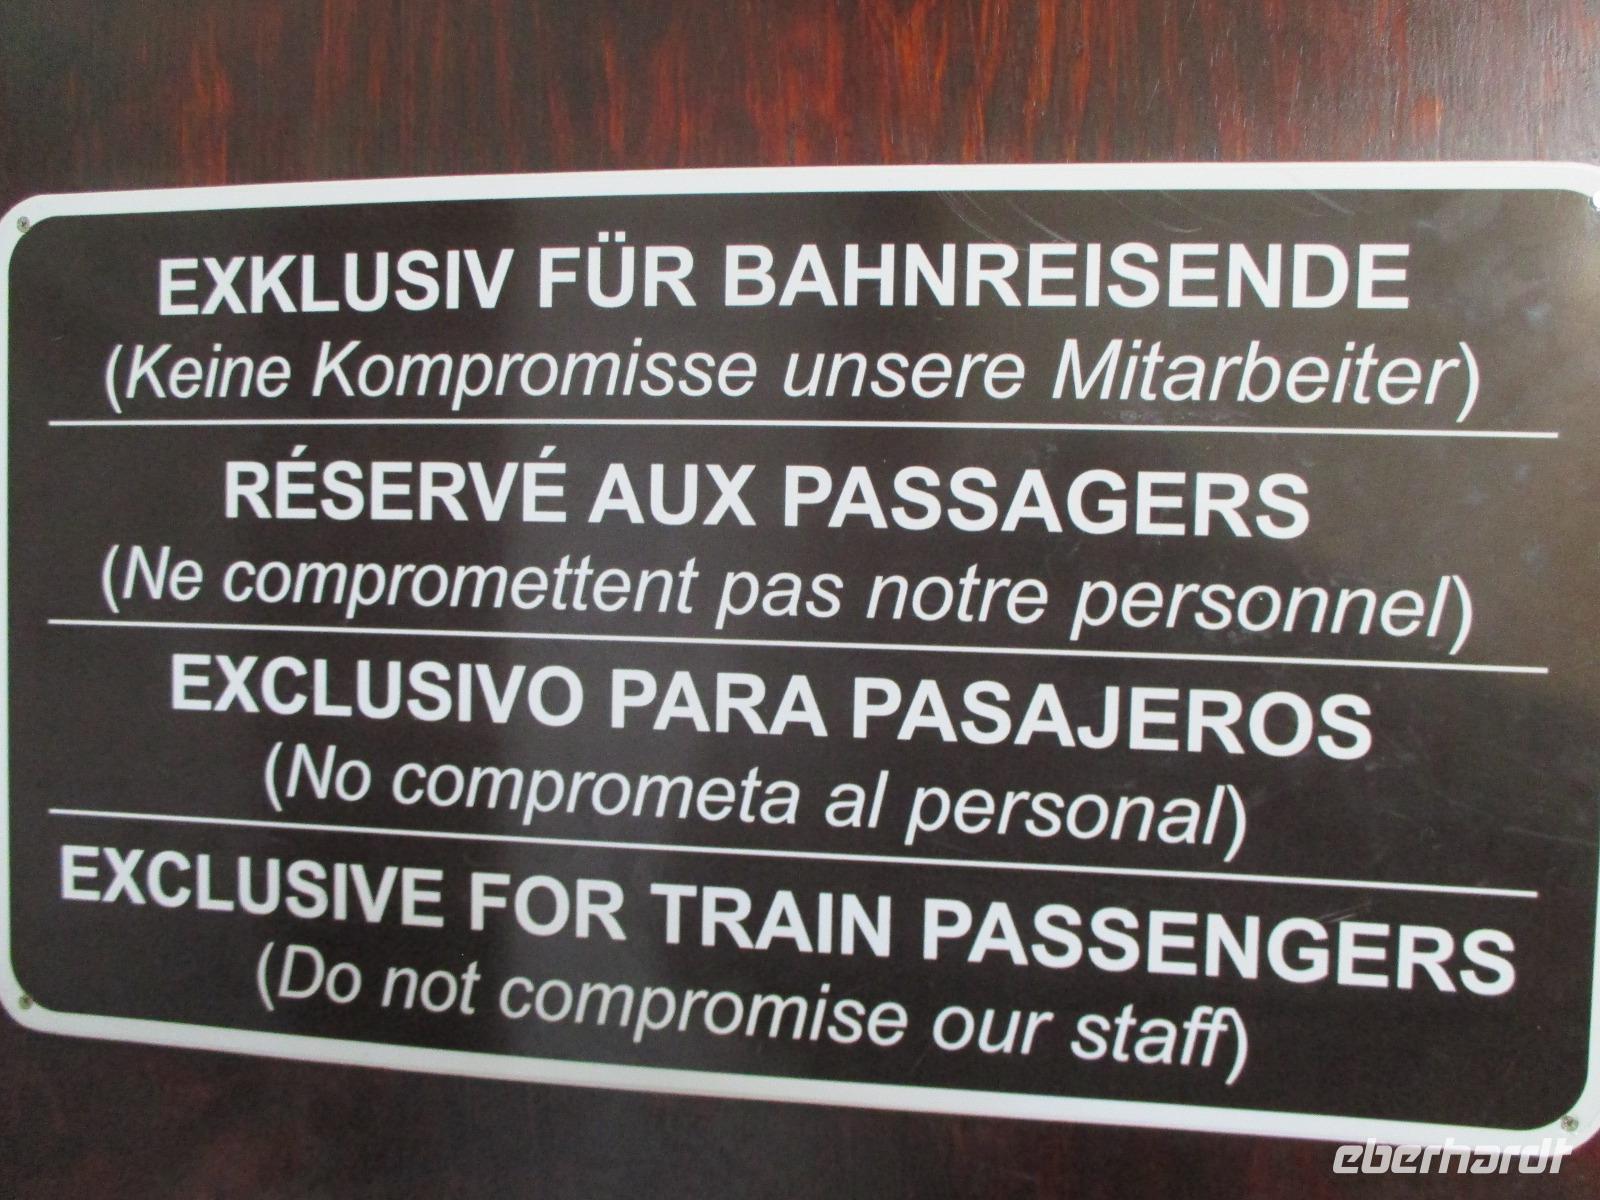 EXKLUSIV FÜR BAHNREISENDE
(Keine Kompromisse unsere Mitarbeiter)
RÉSERVÉ AUX PASSAGERS
(Ne compromettent pas notre personnel)
EXCLUSIVO PARA PASAJEROS
(No comprometa al personal)
EXCLUSIVE FOR TRAIN PASSENGERS
(Do not compromise our staff)
eberhardt